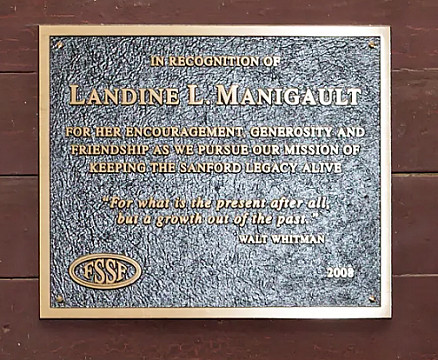 IN RECOGNITION OF
LANDINE L. MANIGAULT
FOR HER ENCOURAGEMENT, GENEROSITY AND
FRIENDSHIP AS WE PURSUE OUR MISSION OF
KEEPING THE SANFORD LEGACY ALIVE
"For what is the present after all,
but a growth out of the past."
WALT WHITMAN
FSSF
2008